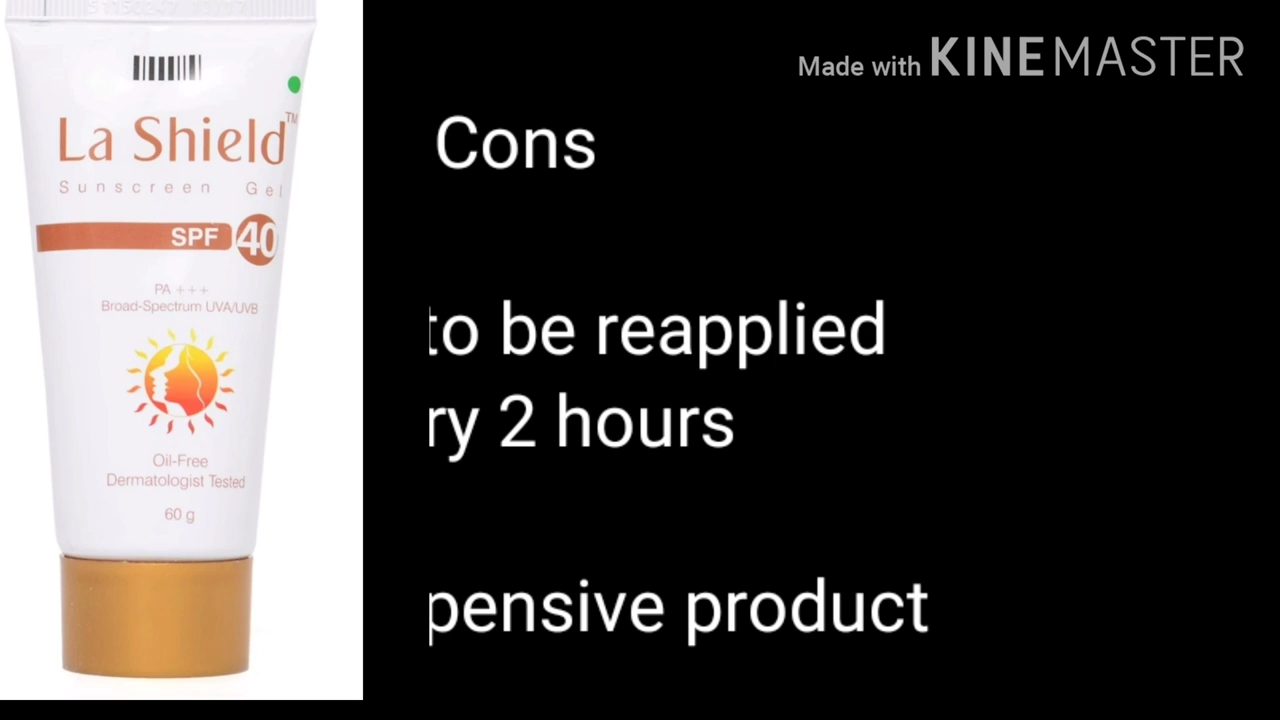 La Shield™
Sunscreen Gel
SPF 40
PA +++
Broad-Spectrum UVA/UVB
Oil-Free
Dermatologist Tested
60 g
Made with KINEMASTER
Cons
to be reapplied
ry 2 hours
pensive product